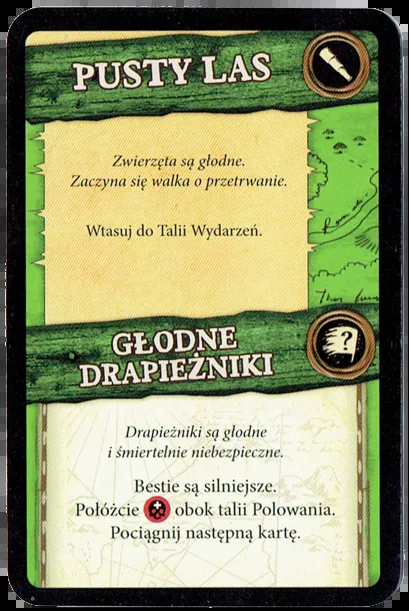 PUSTY LAS
Zwierzęta są głodne.
Zaczyna się walka o przetrwanie.
Wtasuj do Talii Wydarzeń.
GŁODNE
DRAPIEŻNIKI
?
Drapieżniki są głodne
i śmiertelnie niebezpieczne.
Bestie są silniejsze.
Połóżcie obok talii Polowania.
Pociągnij następną kartę.